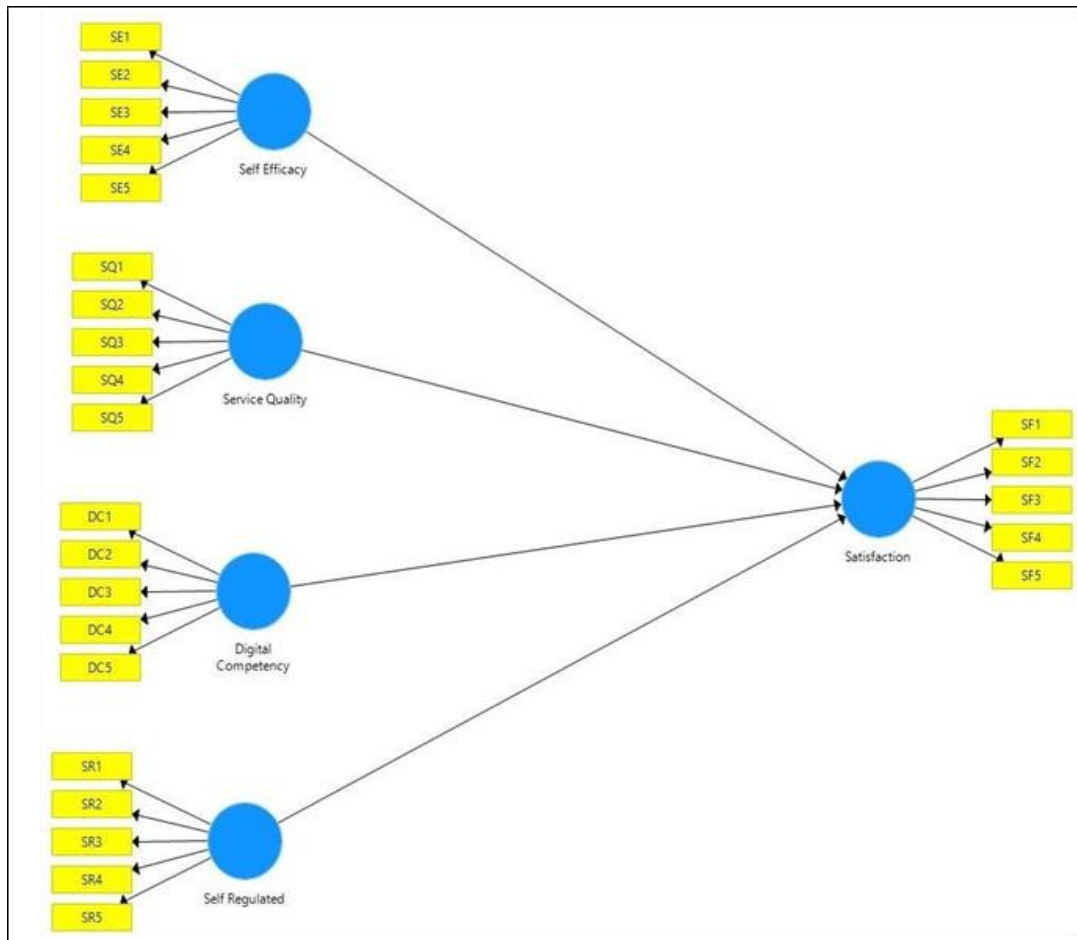 SE1
SE2
SE3
SE4
SE5
Self Efficacy
SQ1
SQ2
SQ3
SQ4
SQ5
Service Quality
DC1
DC2
DC3
DC4
DC5
Digital
Competency
SR1
SR2
SR3
SR4
SR5
Self Regulated
Satisfaction
SF1
SF2
SF3
SF4
SF5